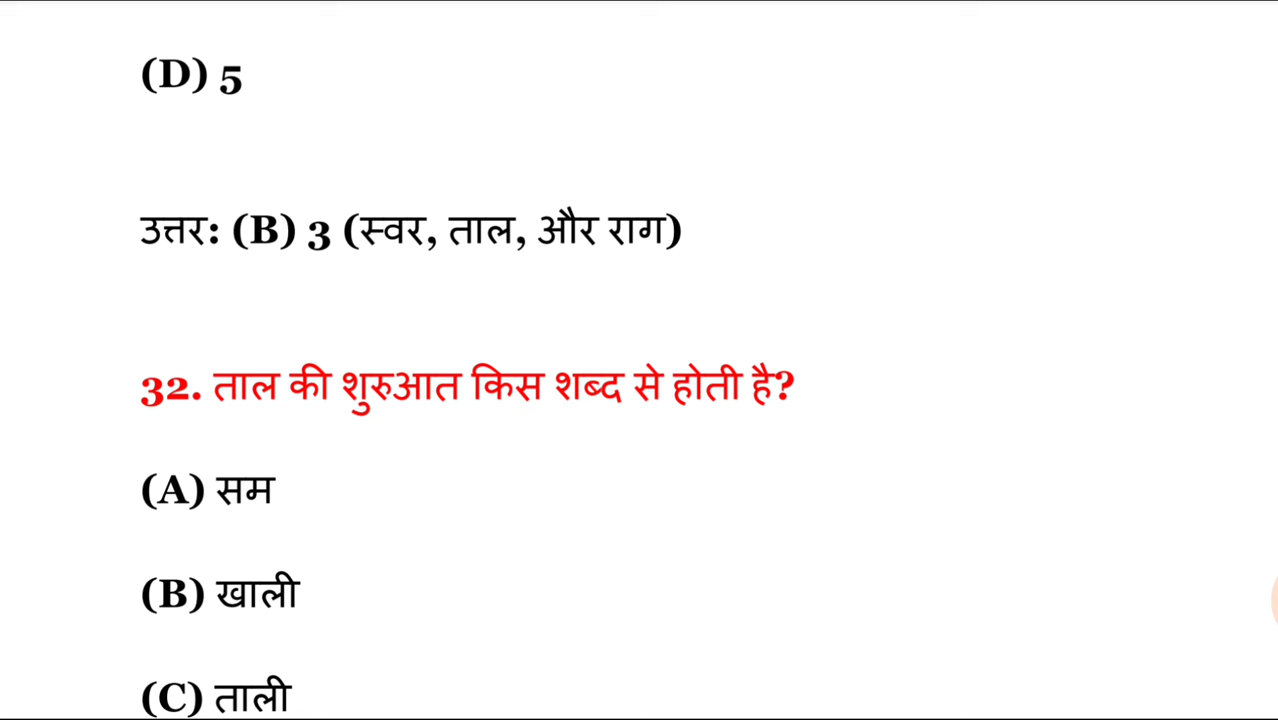 (D) 5
उत्तर: (B) 3 (स्वर, ताल, और राग)
32. ताल की शुरुआत किस शब्द से होती है?
(A) सम
(B) खाली
(C) ताली